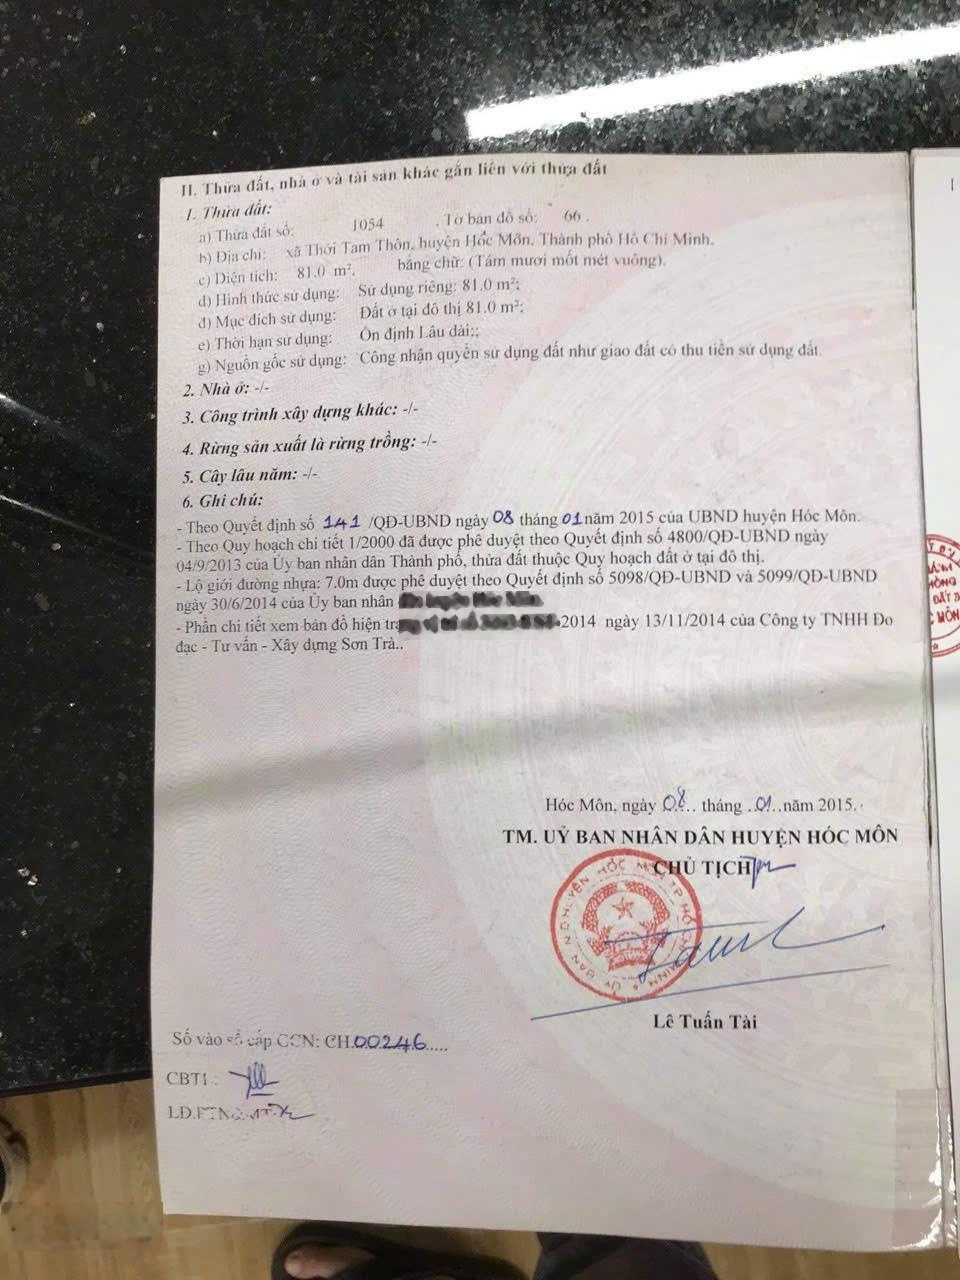 II. Thửa đất, nhà ở và tài sản khác gắn liền với thửa đất
1. Thửa đất:
a) Thửa đất số: 1054 . Tờ bản đồ số: 66 .
b) Địa chỉ: xã Thới Tam Thôn, huyện Hốc Môn, Thành phố Hồ Chí Minh.
c) Diện tích: 81.0 m², bằng chữ: (Tám mươi mốt mét vuông).
d) Hình thức sử dụng: Sử dụng riêng: 81.0 m²;
đ) Mục đích sử dụng: Đất ở tại đô thị 81.0 m²;
e) Thời hạn sử dụng: Ổn định Lâu dài;;
g) Nguồn gốc sử dụng: Công nhận quyền sử dụng đất như giao đất có thu tiền sử dụng đất.
2. Nhà ở: -/-
3. Công trình xây dựng khác: -/-
4. Rừng sản xuất là rừng trồng: -/-
5. Cây lâu năm: -/-
6. Ghi chú:
- Theo Quyết định số 141 /QĐ-UBND ngày 08 tháng 01 năm 2015 của UBND huyện Hóc Môn.
- Theo Quy hoạch chi tiết 1/2000 đã được phê duyệt theo Quyết định số 4800/QĐ-UBND ngày
04/9/2013 của Ủy ban nhân dân Thành phố, thửa đất thuộc Quy hoạch đất ở tại đô thị.
- Lộ giới đường nhựa: 7.0m được phê duyệt theo Quyết định số 5098/QĐ-UBND và 5099/QĐ-UBND
ngày 30/6/2014 của Ủy ban nhân
- Phần chi tiết xem bản đồ hiện 2014 ngày 13/11/2014 của Công ty TNHH Đo
đạc - Tư vấn - Xây dựng Sơn Trà..
Hóc Môn, ngày 08 tháng 01 năm 2015.
TM. UỶ BAN NHÂN DÂN HUYỆN HÓC MÔN
CHỦ TỊCH
Lê Tuấn Tài
Số vào sổ cấp GCN: CH.00246.....
CBT1 :